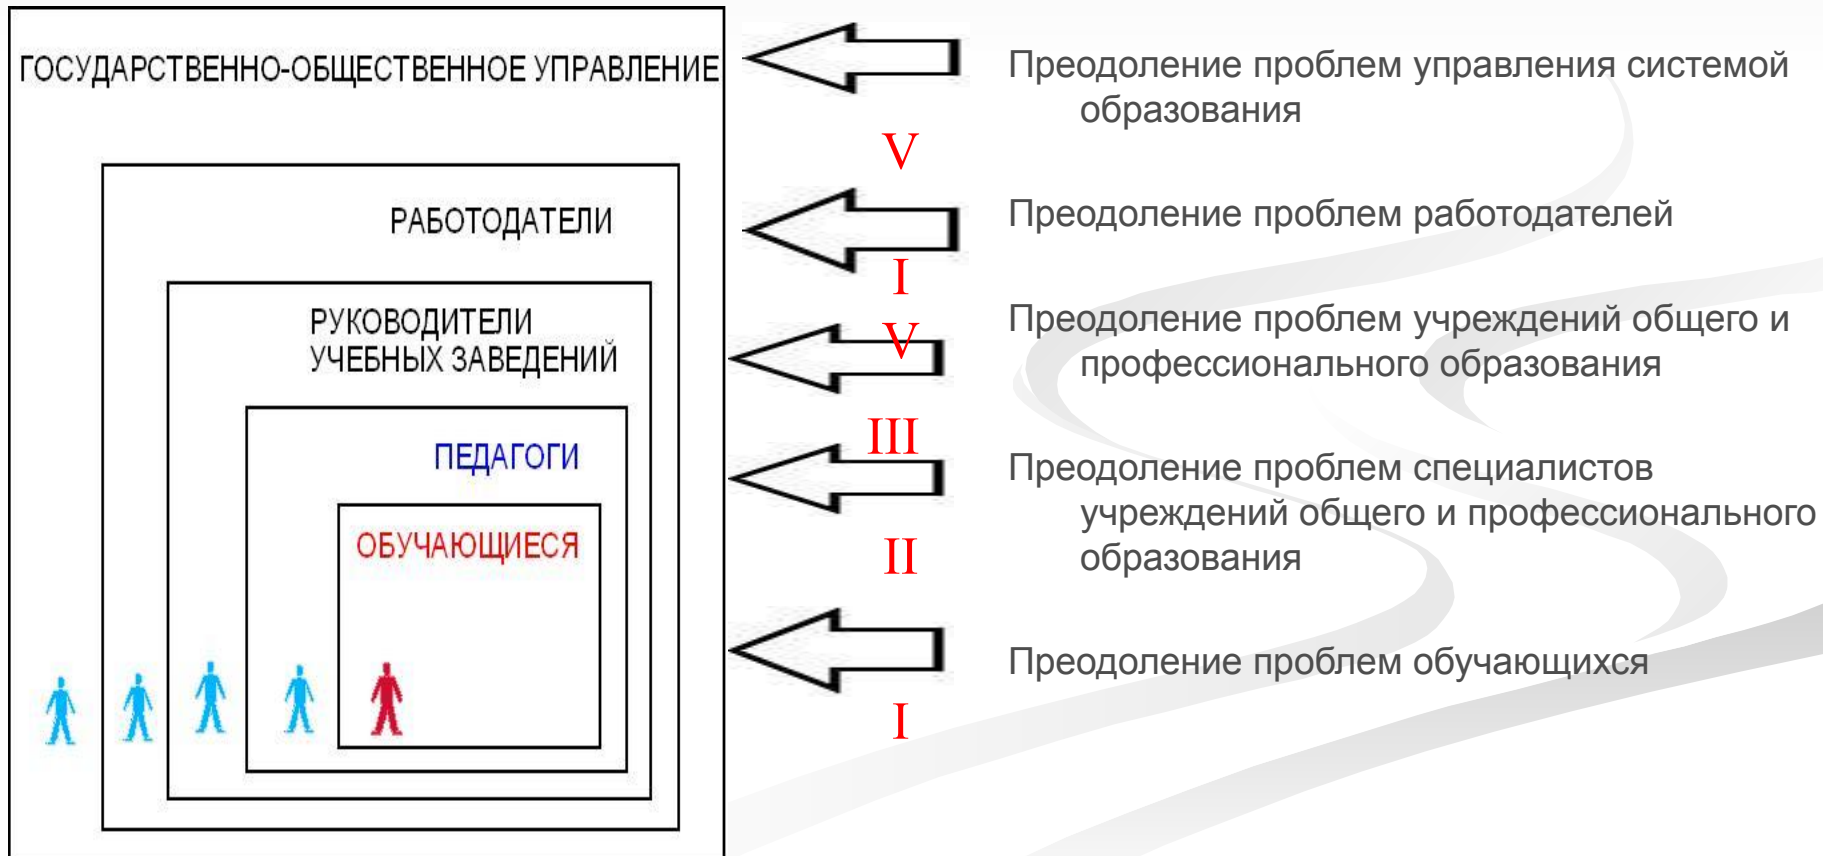 ГОСУДАРСТВЕННО-ОБЩЕСТВЕННОЕ УПРАВЛЕНИЕ
РАБОТОДАТЕЛИ
РУКОВОДИТЕЛИ
УЧЕБНЫХ ЗАВЕДЕНИЙ
ПЕДАГОГИ
ОБУЧАЮЩИЕСЯ
V
I
V
III
II
I
Преодоление проблем управления системой
образования
Преодоление проблем работодателей
Преодоление проблем учреждений общего и
профессионального образования
Преодоление проблем специалистов
учреждений общего и профессионального
образования
Преодоление проблем обучающихся